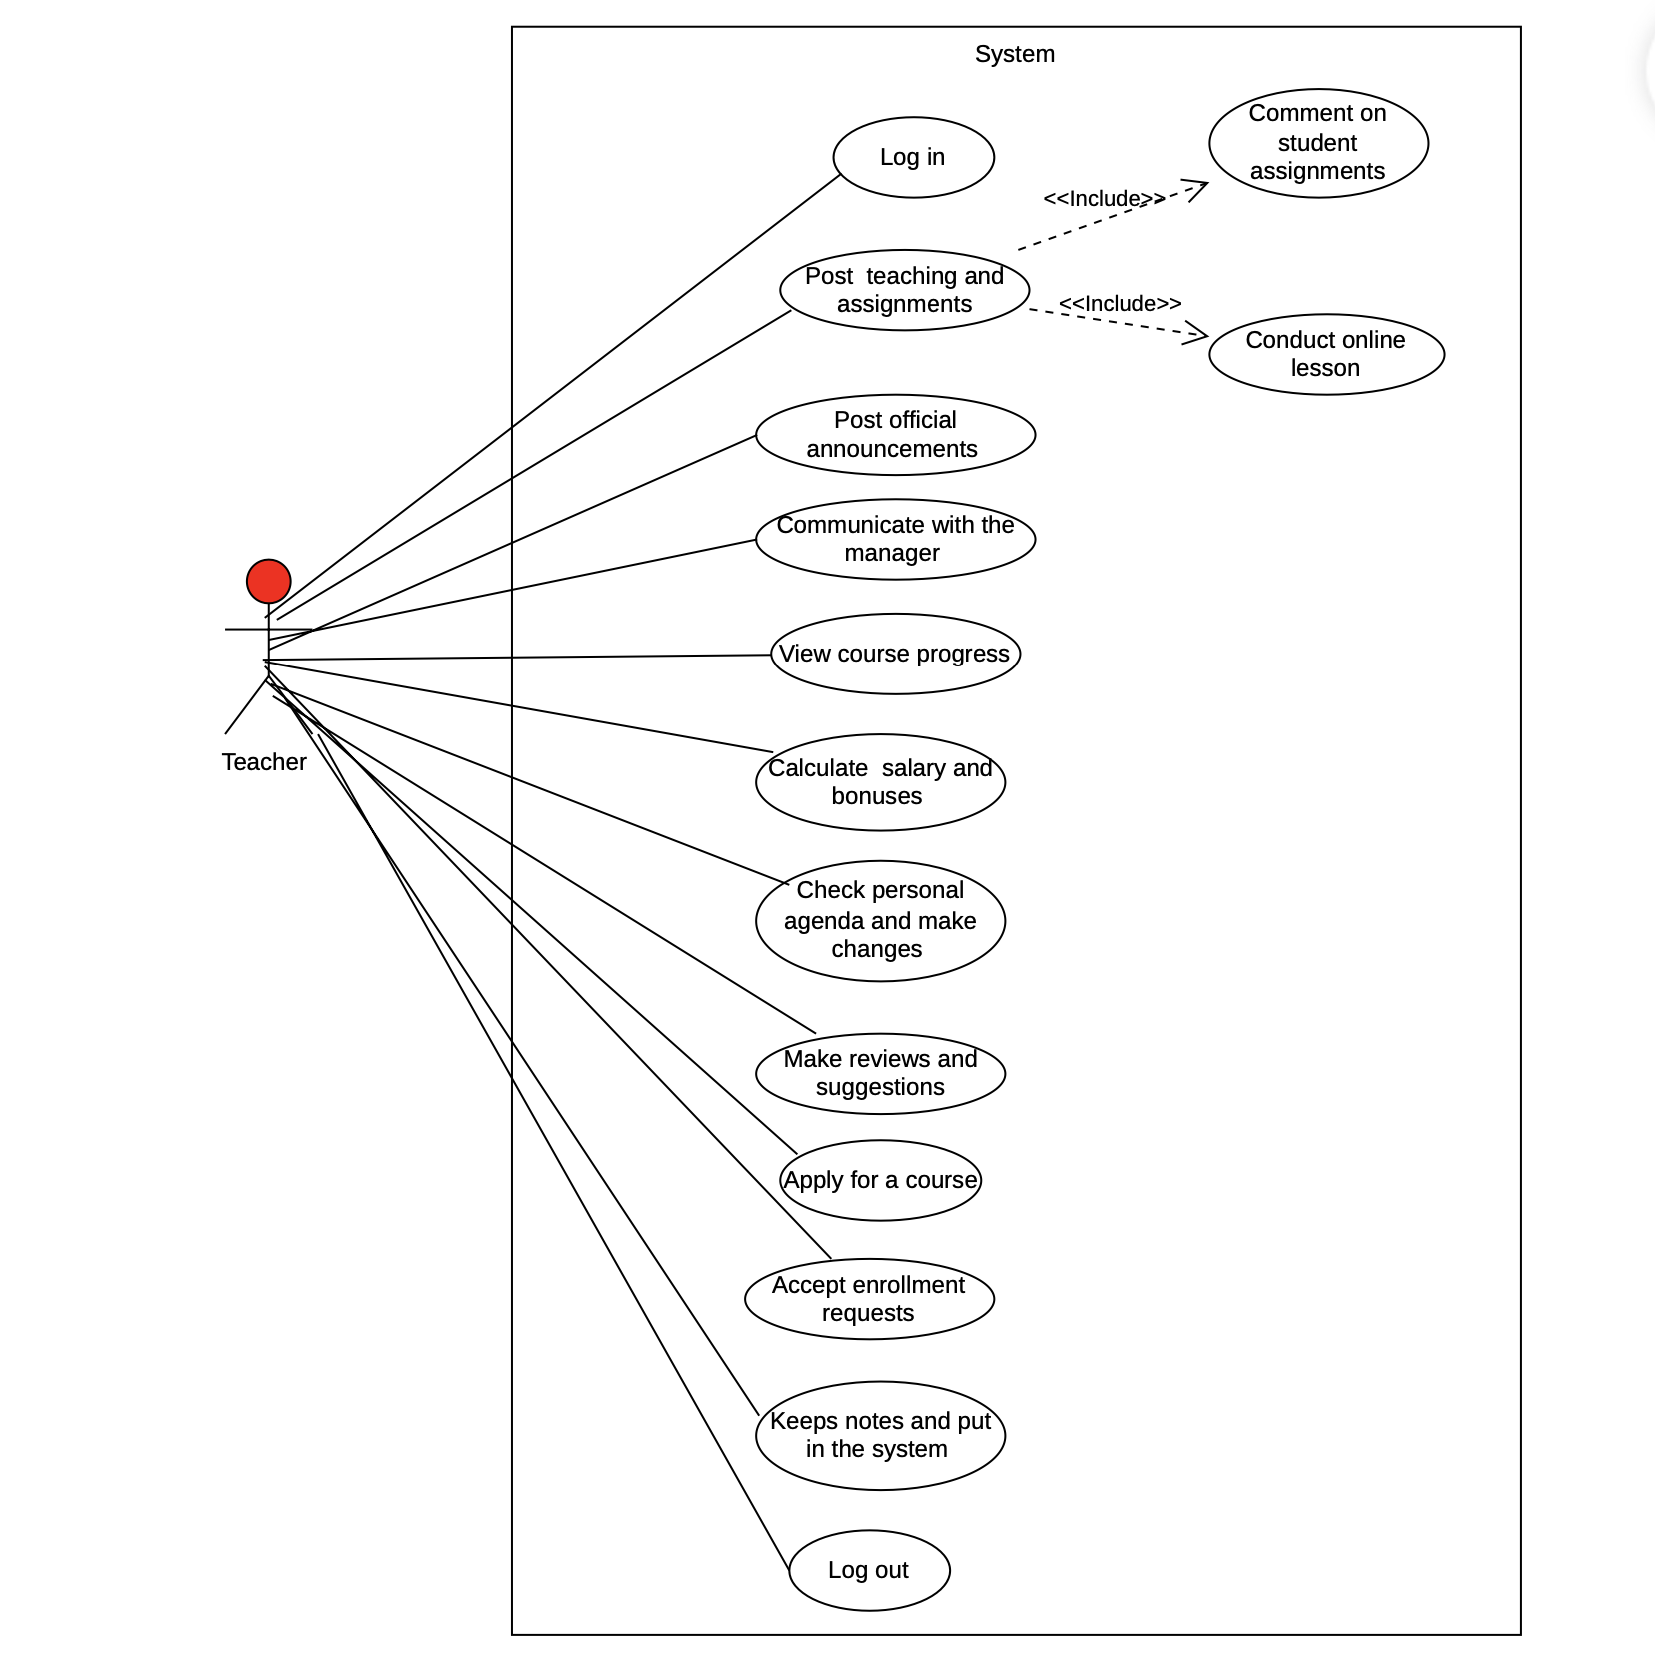 System
Log in
Comment on
student
assignments
<<Include>>
Post  teaching and
assignments
<<Include>>
Conduct online
lesson
Post official
announcements
Communicate with the
manager
View course progress
Teacher
Calculate  salary and
bonuses
Check personal
agenda and make
changes
Make reviews and
suggestions
Apply for a course
Accept enrollment
requests
Keeps notes and put
in the system
Log out